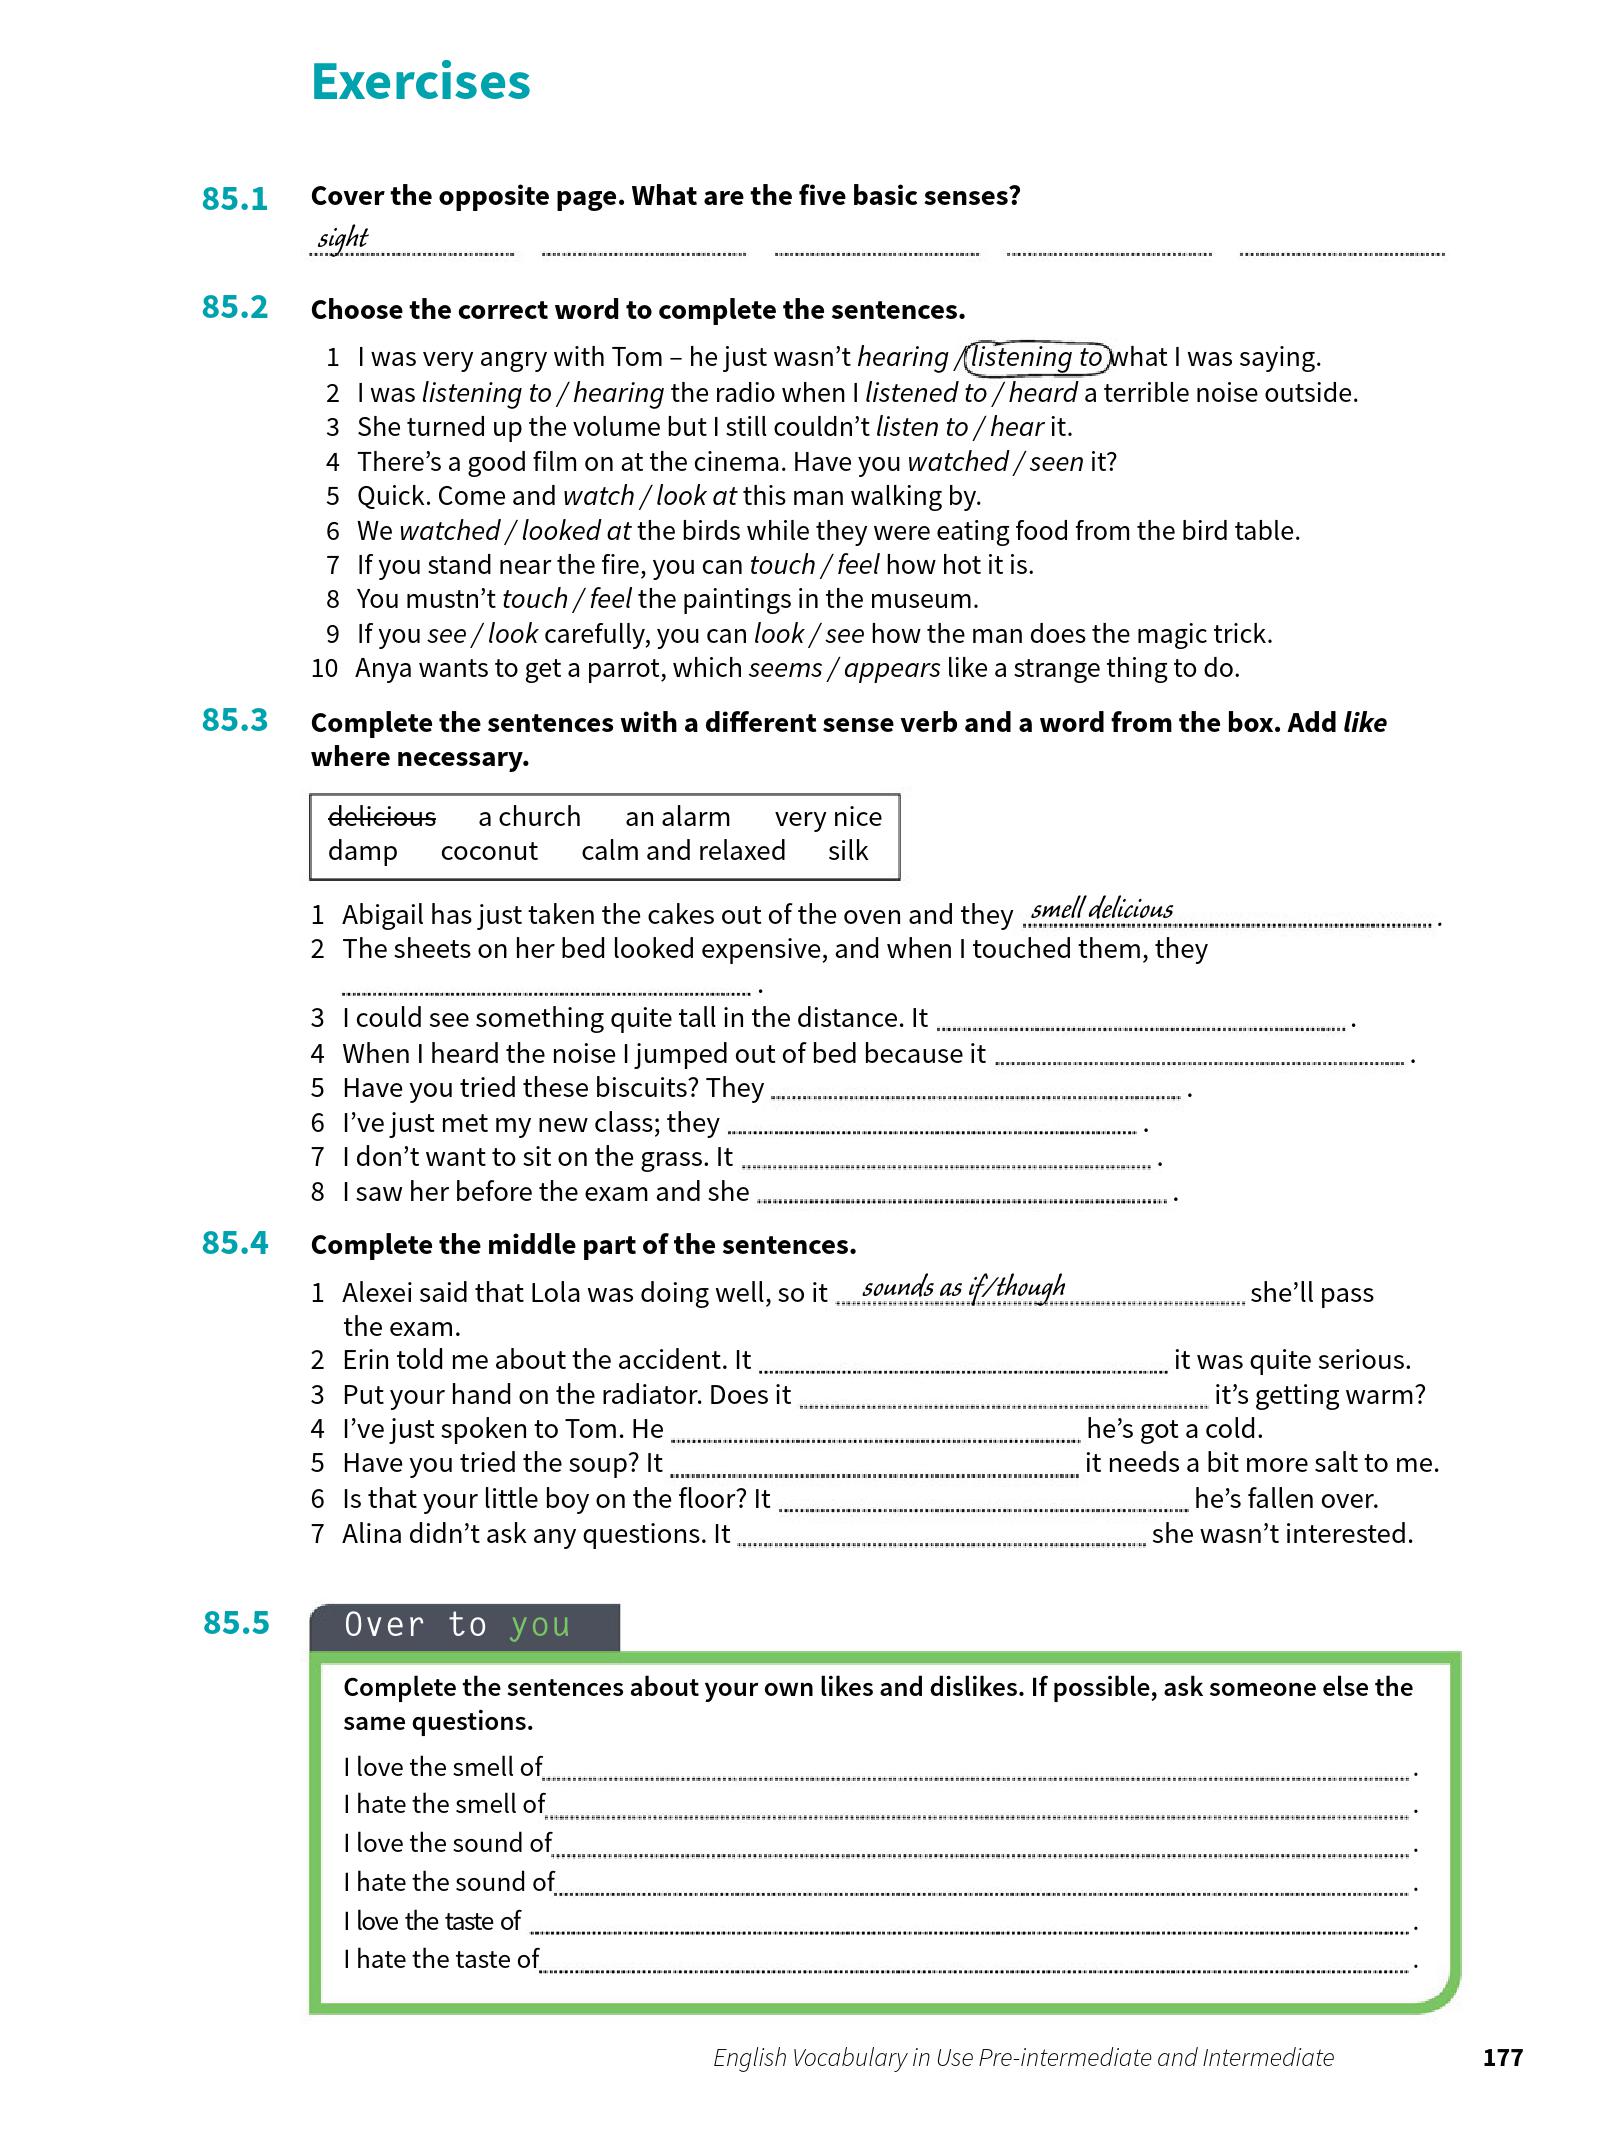 Exercises
85.1 Cover the opposite page. What are the five basic senses?
sight
85.2 Choose the correct word to complete the sentences.
1 I was very angry with Tom – he just wasn't hearing / listening to what I was saying.
2 I was listening to / hearing the radio when I listened to / heard a terrible noise outside.
3 She turned up the volume but I still couldn't listen to / hear it.
4 There's a good film on at the cinema. Have you watched / seen it?
5 Quick. Come and watch / look at this man walking by.
6 We watched / looked at the birds while they were eating food from the bird table.
7 If you stand near the fire, you can touch / feel how hot it is.
8 You mustn't touch / feel the paintings in the museum.
9 If you see / look carefully, you can look / see how the man does the magic trick.
10 Anya wants to get a parrot, which seems / appears like a strange thing to do.
85.3 Complete the sentences with a different sense verb and a word from the box. Add like
where necessary.
delicious a church an alarm very nice
damp coconut calm and relaxed silk
1 Abigail has just taken the cakes out of the oven and they smell delicious .
2 The sheets on her bed looked expensive, and when I touched them, they
.
3 I could see something quite tall in the distance. It .
4 When I heard the noise I jumped out of bed because it .
5 Have you tried these biscuits? They .
6 I've just met my new class; they .
7 I don't want to sit on the grass. It .
8 I saw her before the exam and she .
85.4 Complete the middle part of the sentences.
1 Alexei said that Lola was doing well, so it sounds as if/though she'll pass
the exam.
2 Erin told me about the accident. It it was quite serious.
3 Put your hand on the radiator. Does it it's getting warm?
4 I've just spoken to Tom. He he's got a cold.
5 Have you tried the soup? It it needs a bit more salt to me.
6 Is that your little boy on the floor? It he's fallen over.
7 Alina didn't ask any questions. It she wasn't interested.
85.5 Over to you
Complete the sentences about your own likes and dislikes. If possible, ask someone else the
same questions.
I love the smell of .
I hate the smell of .
I love the sound of .
I hate the sound of .
I love the taste of .
I hate the taste of .
English Vocabulary in Use Pre-intermediate and Intermediate 177